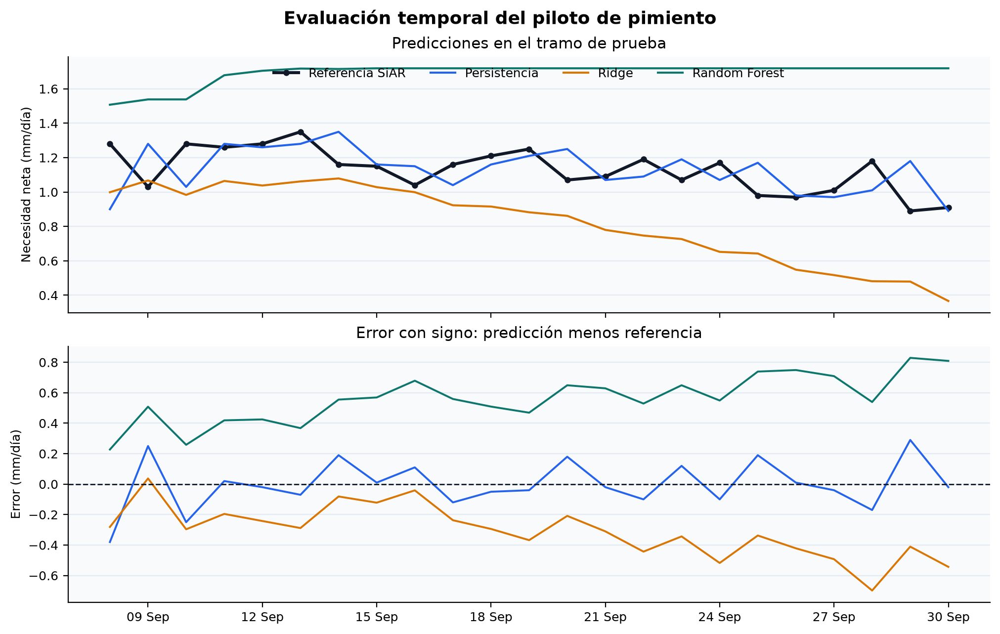 Evaluación temporal del piloto de pimiento
Predicciones en el tramo de prueba
Referencia SiAR Persistencia Ridge Random Forest
Necesidad neta (mm/día)
1.6
1.4
1.2
1.0
0.8
0.6
0.4
Error con signo: predicción menos referencia
Error (mm/día)
0.8
0.6
0.4
0.2
0.0
−0.2
−0.4
−0.6
09 Sep 12 Sep 15 Sep 18 Sep 21 Sep 24 Sep 27 Sep 30 Sep